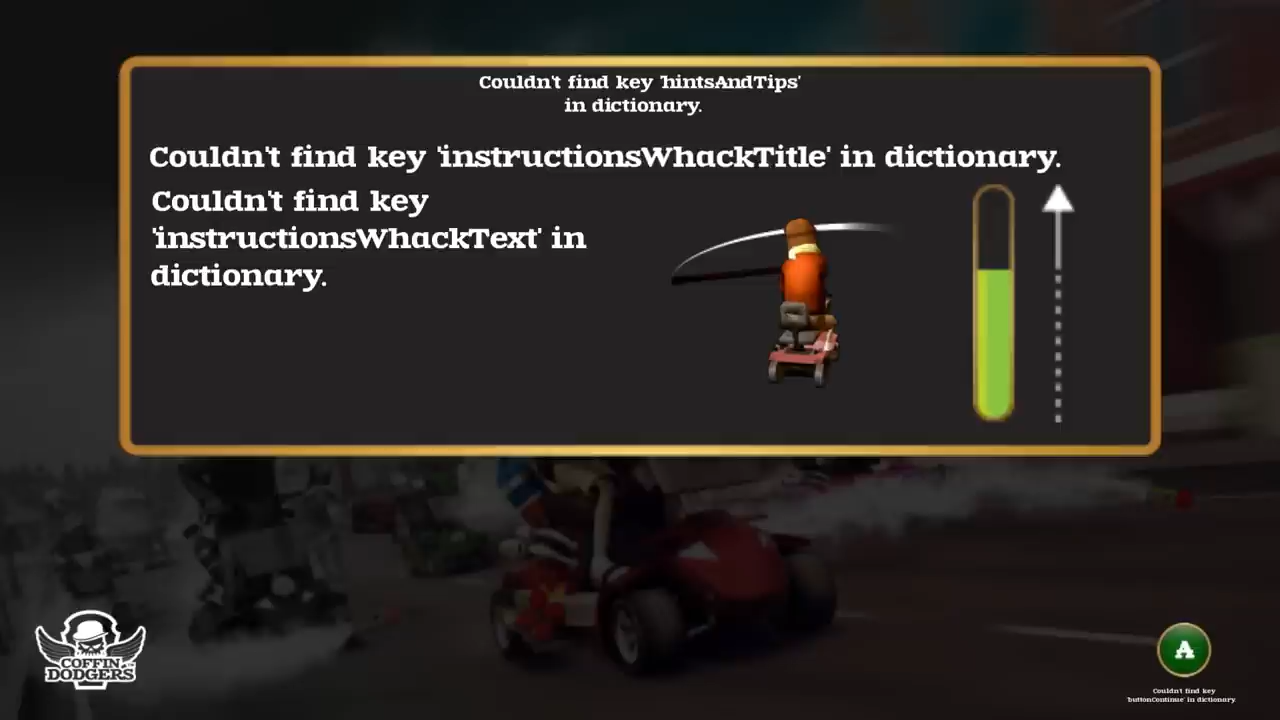 Couldn't find key 'hintsAndTips'
in dictionary.
Couldn't find key 'instructionsWhackTitle' in dictionary.
Couldn't find key
'instructionsWhackText' in
dictionary.
COFFIN
DODGERS
A
Couldn't find key
'buttonContinue' in dictionary.